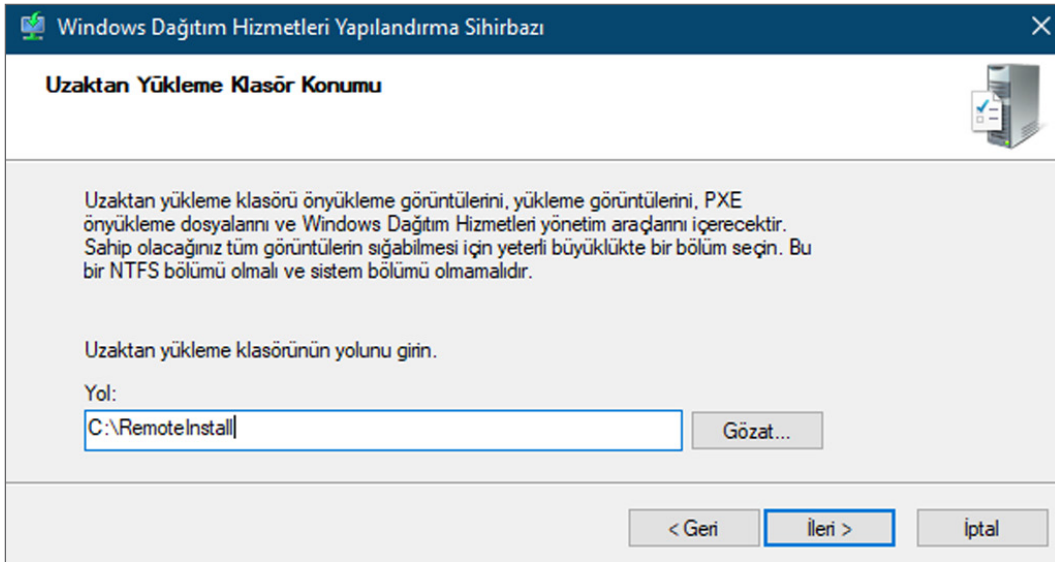 Windows Dağıtım Hizmetleri Yapılandırma Sihirbazı
Uzaktan Yükleme Klasör Konumu
Uzaktan yükleme klasörü önyükleme görüntülerini, yükleme görüntülerini, PXE
önyükleme dosyalarını ve Windows Dağıtım Hizmetleri yönetim araçlarını içerecektir.
Sahip olacağınız tüm görüntülerin sığabilmesi için yeterli büyüklükte bir bölüm seçin. Bu
bir NTFS bölümü olmalı ve sistem bölümü olmamalıdır.
Uzaktan yükleme klasörünün yolunu girin.
Yol:
C:\RemoteInstall
Gözat...
< Geri
İleri >
İptal